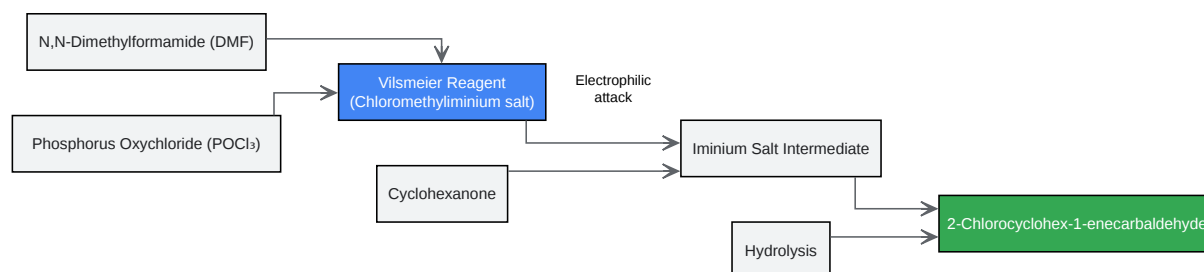 N,N-Dimethylformamide (DMF)
Vilsmeier Reagent
(Chloromethyliminium salt)
Electrophilic
attack
Phosphorus Oxychloride (POCl₃)
Iminium Salt Intermediate
Cyclohexanone
2-Chlorocyclohex-1-enecarbaldehyde
Hydrolysis